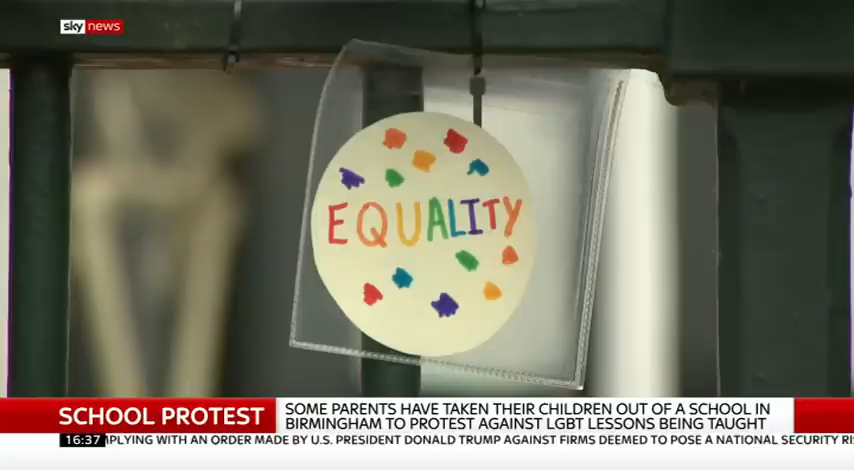 sky news
EQUALITY
SCHOOL PROTEST
SOME PARENTS HAVE TAKEN THEIR CHILDREN OUT OF A SCHOOL IN
BIRMINGHAM TO PROTEST AGAINST LGBT LESSONS BEING TAUGHT
16:37
WITH AN ORDER MADE BY U.S. PRESIDENT DONALD TRUMP AGAINST FIRMS DEEMED TO POSE A NATIONAL SECURITY